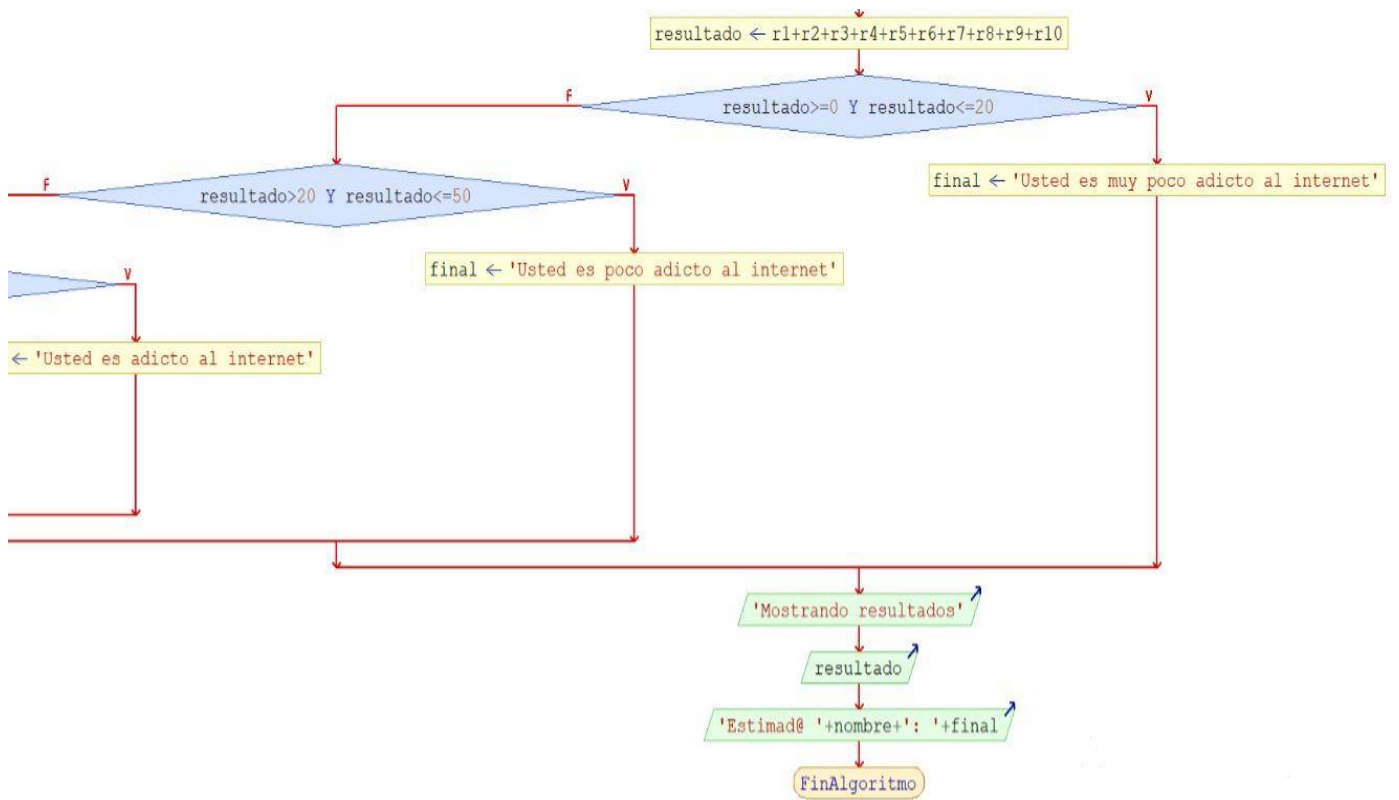 resultado ← r1+r2+r3+r4+r5+r6+r7+r8+r9+r10
F
V
resultado>=0 Y resultado<=20
F
V
resultado>20 Y resultado<=50
final ← 'Usted es muy poco adicto al internet'
V
final ← 'Usted es poco adicto al internet'
← 'Usted es adicto al internet'
'Mostrando resultados'
resultado
'Estimad@ '+nombre+': '+final
FinAlgoritmo